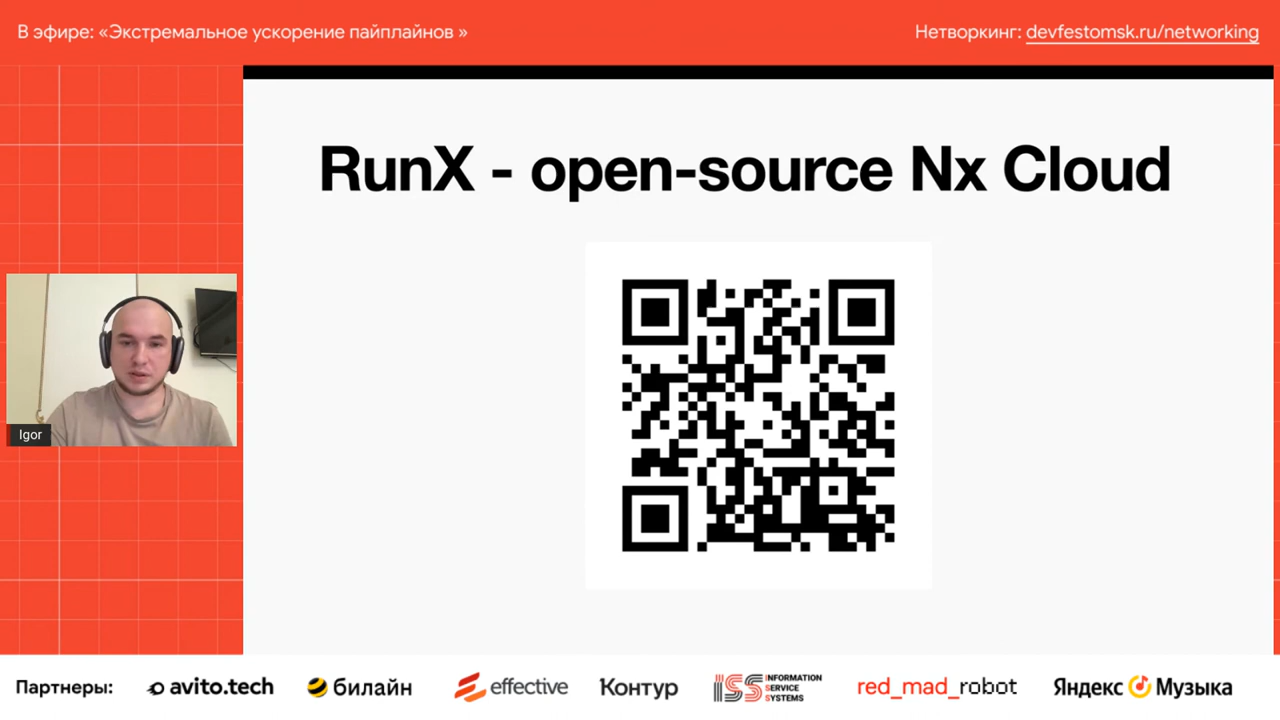 В эфире: «Экстремальное ускорение пайплайнов »
Нетворкинг: devfestomsk.ru/networking
RunX - open-source Nx Cloud
Igor
Партнеры:
avito.tech
билайн
effective
Контур
ISS
INFORMATION
SERVICE
SYSTEMS
red_mad_robot
Яндекс Музыка